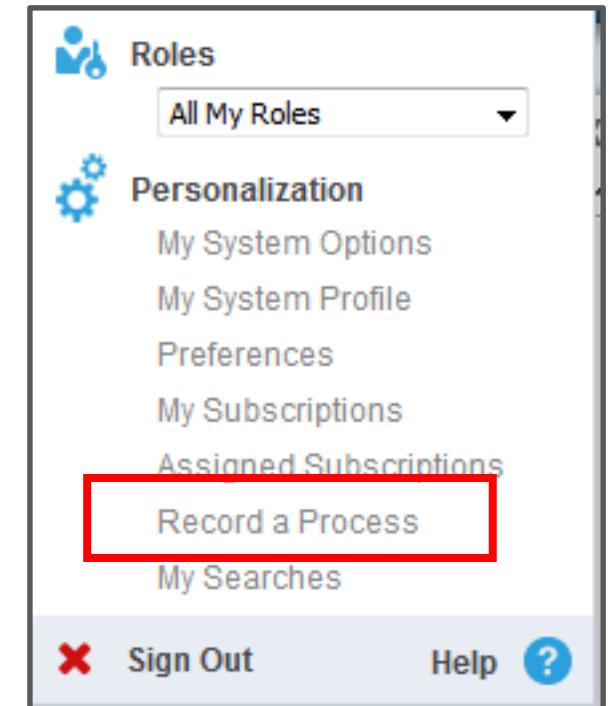 Roles
All My Roles
Personalization
My System Options
My System Profile
Preferences
My Subscriptions
Assigned Subscriptions
Record a Process
My Searches
Sign Out Help ?